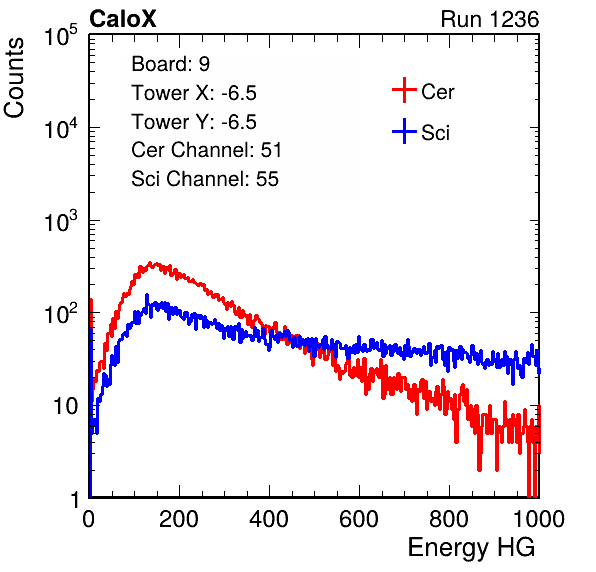 CaloX Run 1236
Counts
10^5
10^4
10^3
10^2
10
1
Board: 9
Tower X: -6.5
Tower Y: -6.5
Cer Channel: 51
Sci Channel: 55
Cer
Sci
0 200 400 600 800 1000
Energy HG